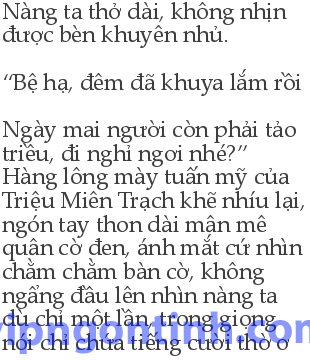 Nàng ta thở dài, không nhịn
được bèn khuyên nhủ.
“Bệ hạ, đêm đã khuya lắm rồi
Ngày mai người còn phải tảo
triều, đi nghỉ ngơi nhé?”
Hàng lông mày tuấn mỹ của
Triệu Miên Trạch khẽ nhíu lại,
ngón tay thon dài mân mê
quân cờ đen, ánh mắt cứ nhìn
chằm chằm bàn cờ, không
ngẩng đầu lên nhìn nàng ta
dù chỉ một lần, trong giọng
nói chỉ chứa tiếng cười thờ ơ
vipngontinh.com